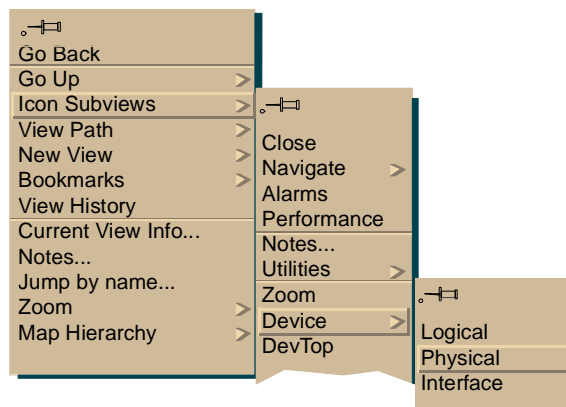 Go Back
Go Up
Icon Subviews
View Path
New View
Bookmarks
View History
Current View Info...
Notes...
Jump by name...
Zoom
Map Hierarchy
Close
Navigate
Alarms
Performance
Notes...
Utilities
Zoom
Device
DevTop
Logical
Physical
Interface